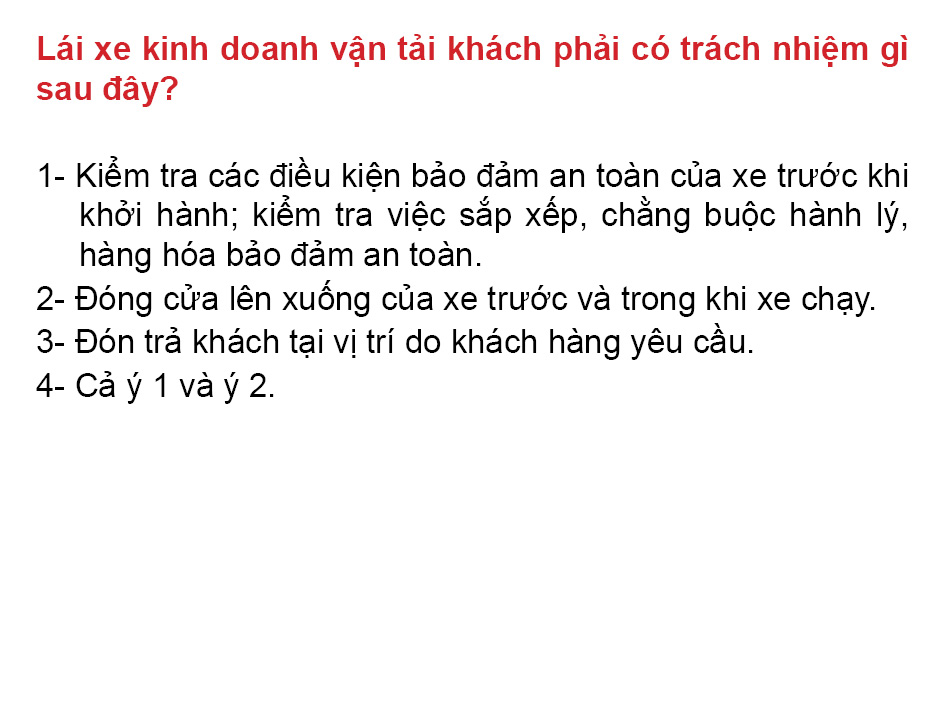 Lái xe kinh doanh vận tải khách phải có trách nhiệm gì
sau đây?
1- Kiểm tra các điều kiện bảo đảm an toàn của xe trước khi
khởi hành; kiểm tra việc sắp xếp, chằng buộc hành lý,
hàng hóa bảo đảm an toàn.
2- Đóng cửa lên xuống của xe trước và trong khi xe chạy.
3- Đón trả khách tại vị trí do khách hàng yêu cầu.
4- Cả ý 1 và ý 2.